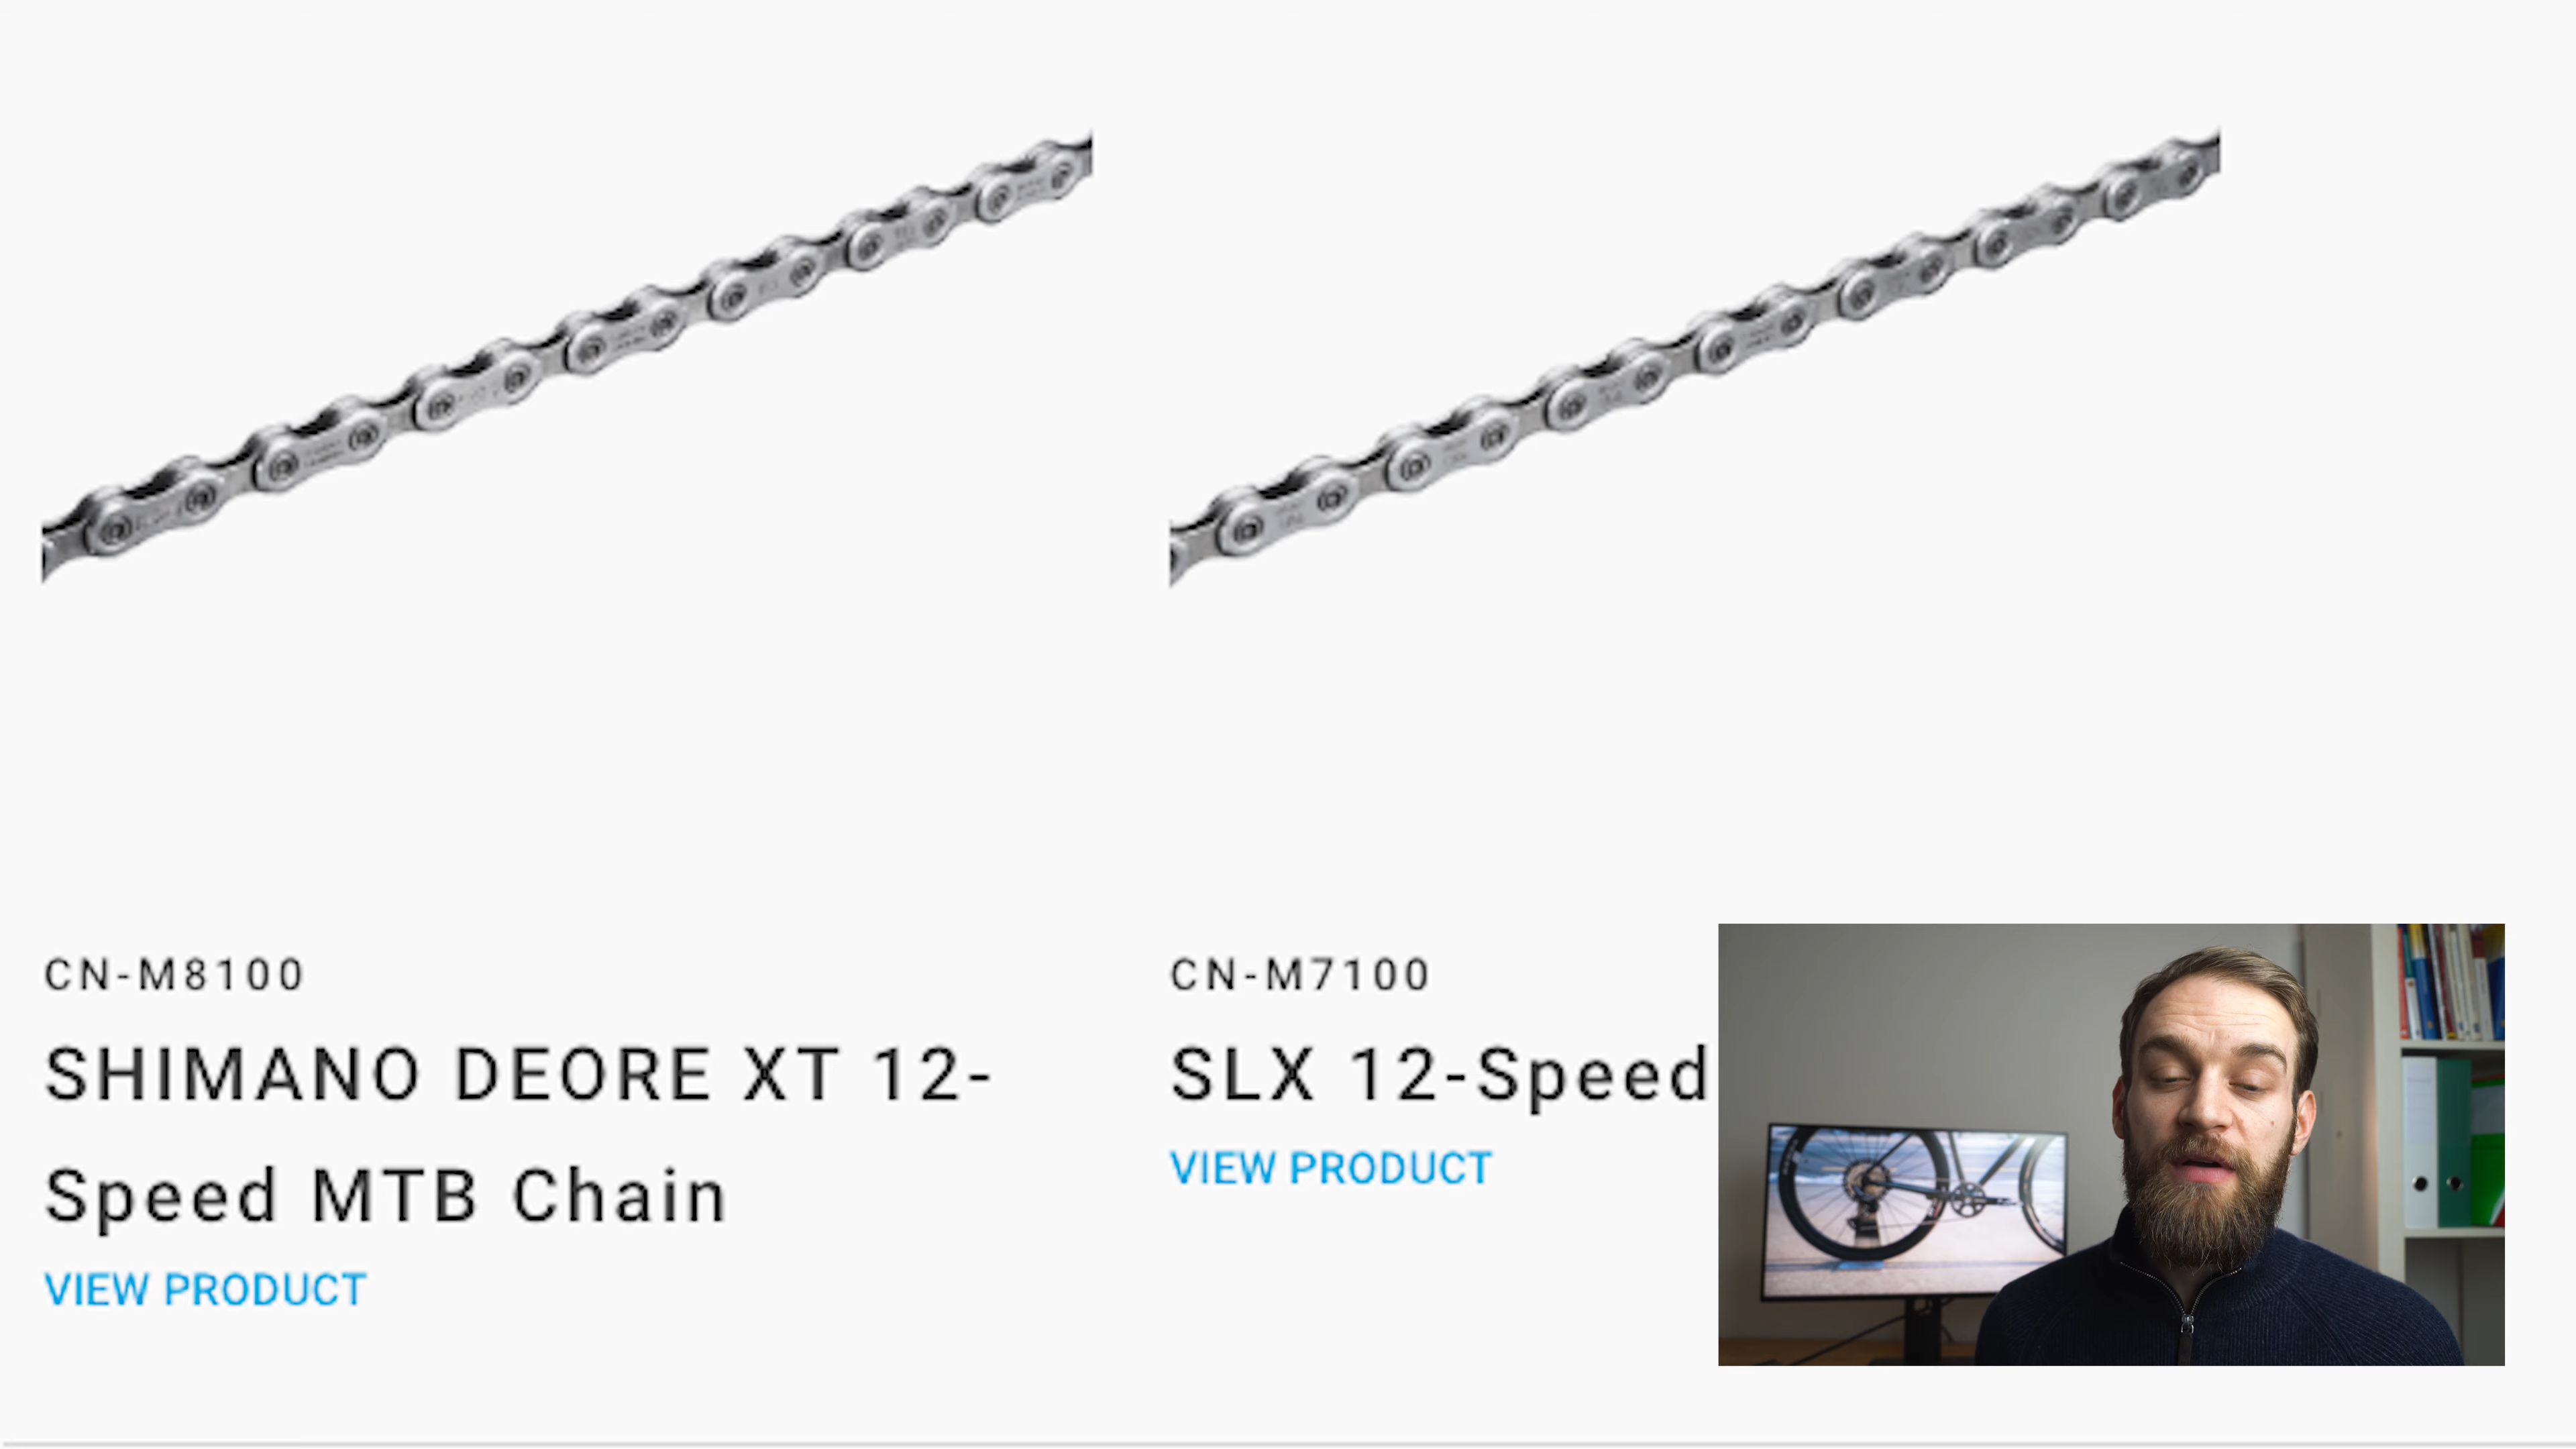 CN-M8100
SHIMANO DEORE XT 12-
Speed MTB Chain
VIEW PRODUCT
CN-M7100
SLX 12-Speed
VIEW PRODUCT